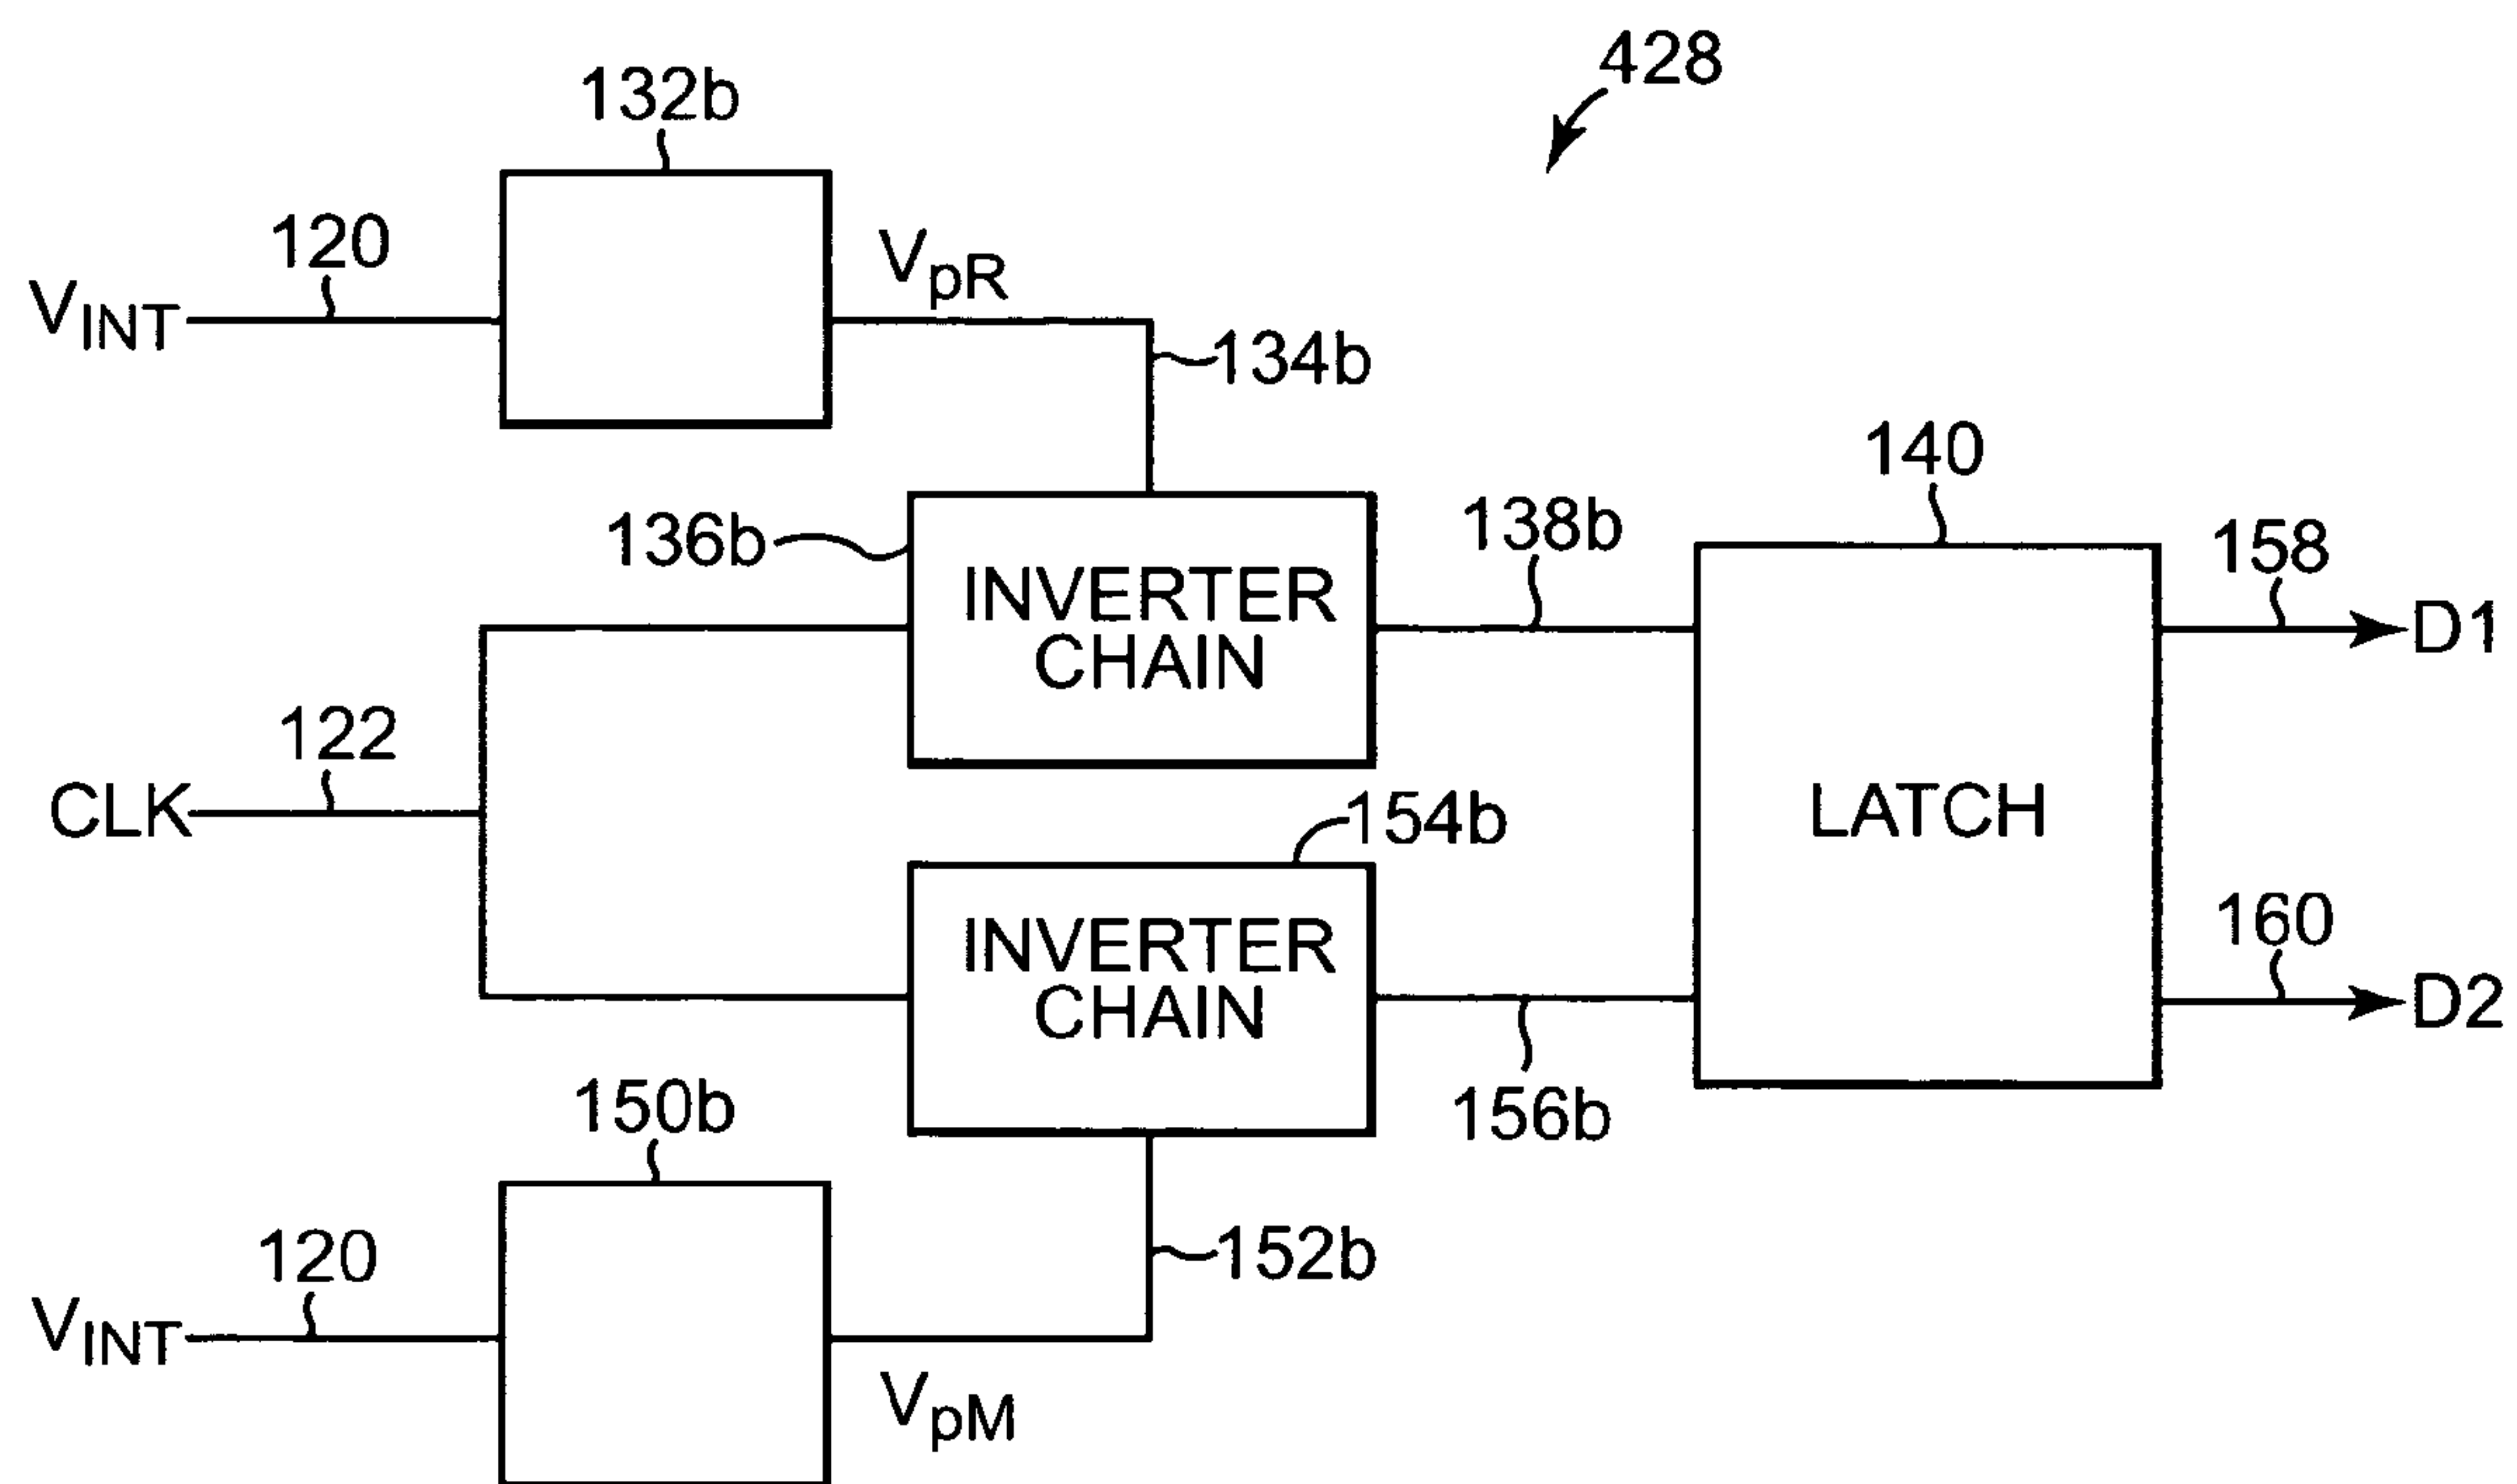 428
132b
120
VpR
VINT
134b
140
138b
136b
158
INVERTER
CHAIN
D1
122
CLK
154b
LATCH
160
INVERTER
CHAIN
D2
150b
156b
120
152b
VINT
VpM